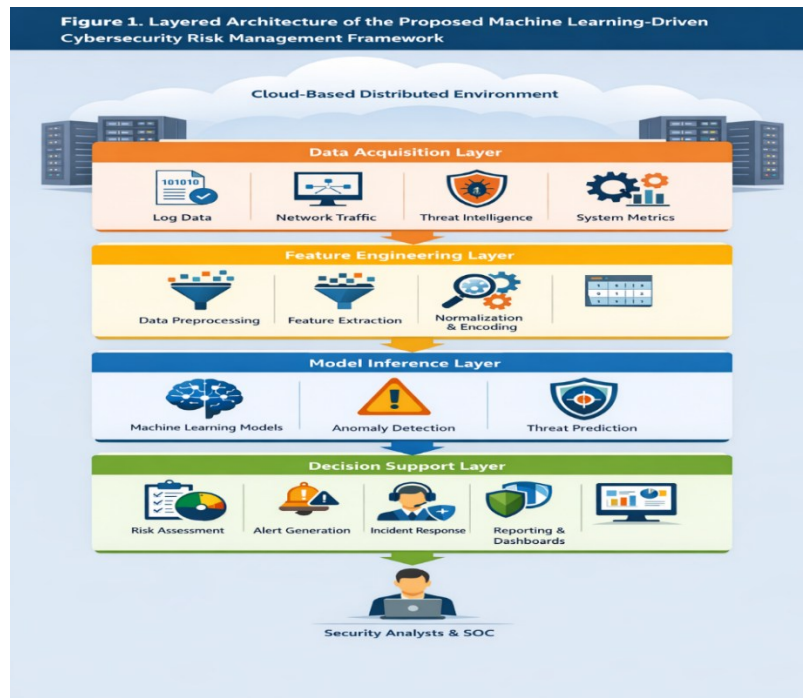 Figure 1. Layered Architecture of the Proposed Machine Learning-Driven
Cybersecurity Risk Management Framework
Cloud-Based Distributed Environment
Data Acquisition Layer
101010
Log Data
Network Traffic
Threat Intelligence
System Metrics
Feature Engineering Layer
Data Preprocessing
Feature Extraction
Normalization
& Encoding
Model Inference Layer
Machine Learning Models
Anomaly Detection
Threat Prediction
Decision Support Layer
Risk Assessment
Alert Generation
Incident Response
Reporting &
Dashboards
Security Analysts & SOC